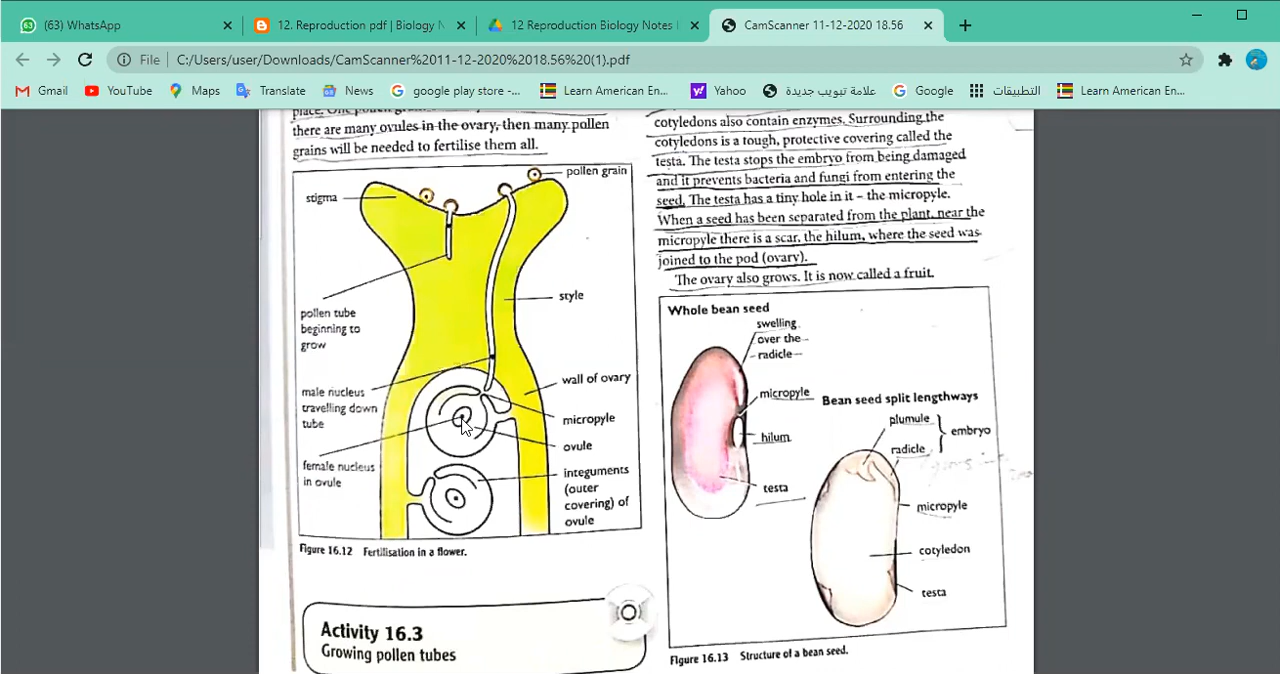 (63) WhatsApp
12. Reproduction pdf | Biology N
12 Reproduction Biology Notes
CamScanner 11-12-2020 18.56
File
C:/Users/user/Downloads/CamScanner%2011-12-2020%2018.56%20(1).pdf
Gmail
YouTube
Maps
Translate
News
google play store -...
Learn American En...
Yahoo
علامة تبويب جديدة
Google
التطبيقات
Learn American En...
there are many ovules in the ovary, then many pollen
grains will be needed to fertilise them all.
pollen grain
stigma
style
pollen tube
beginning to
grow
wall of ovary
male nucleus
travelling down
tube
micropyle
ovule
female nucleus
in ovule
integuments
(outer
covering) of
ovule
Figure 16.12 Fertilisation in a flower.
Activity 16.3
Growing pollen tubes
cotyledons also contain enzymes. Surrounding the
cotyledons is a tough, protective covering called the
testa. The testa stops the embryo from being damaged
and it prevents bacteria and fungi from entering the
seed. The testa has a tiny hole in it – the micropyle.
When a seed has been separated from the plant, near the
micropyle there is a scar, the hilum, where the seed was
joined to the pod (ovary).
The ovary also grows. It is now called a fruit.
Whole bean seed
swelling
over the
radicle
micropyle
hilum
testa
Bean seed split lengthways
plumule
embryo
radicle
micropyle
cotyledon
testa
Figure 16.13 Structure of a bean seed.